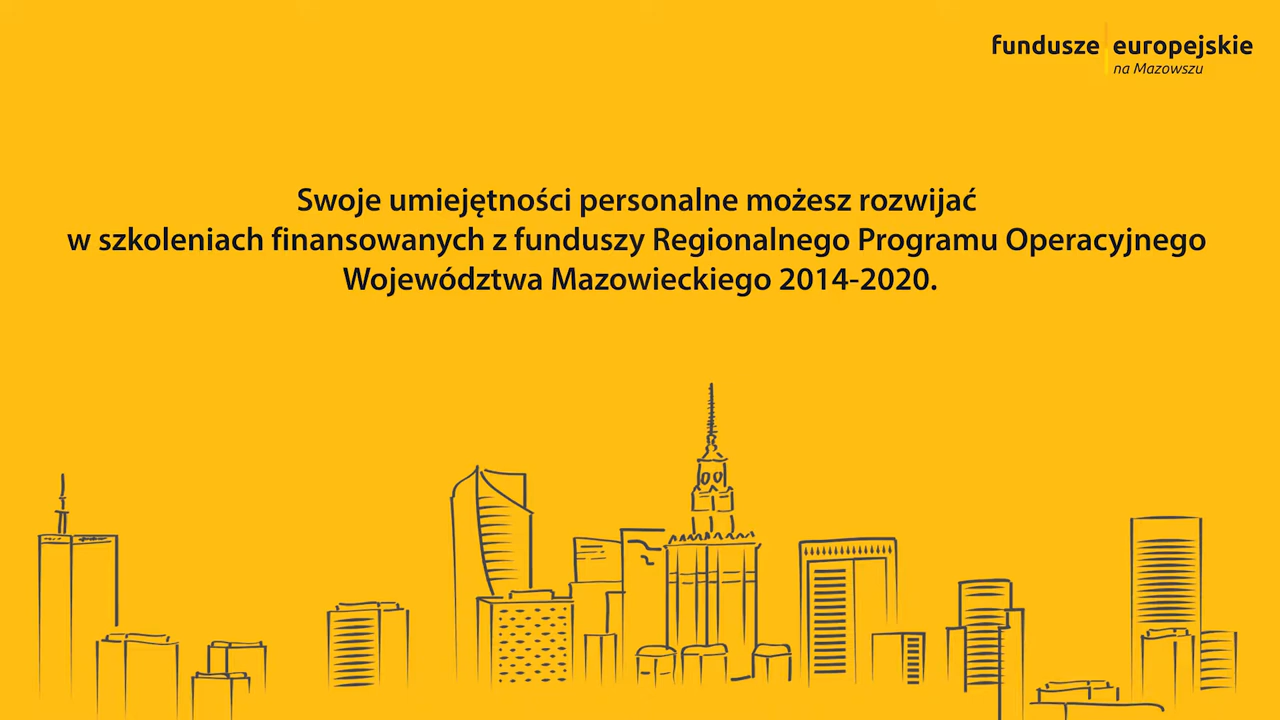 fundusze europejskie
na Mazowszu
Swoje umiejętności personalne możesz rozwijać
w szkoleniach finansowanych z funduszy Regionalnego Programu Operacyjnego
Województwa Mazowieckiego 2014-2020.